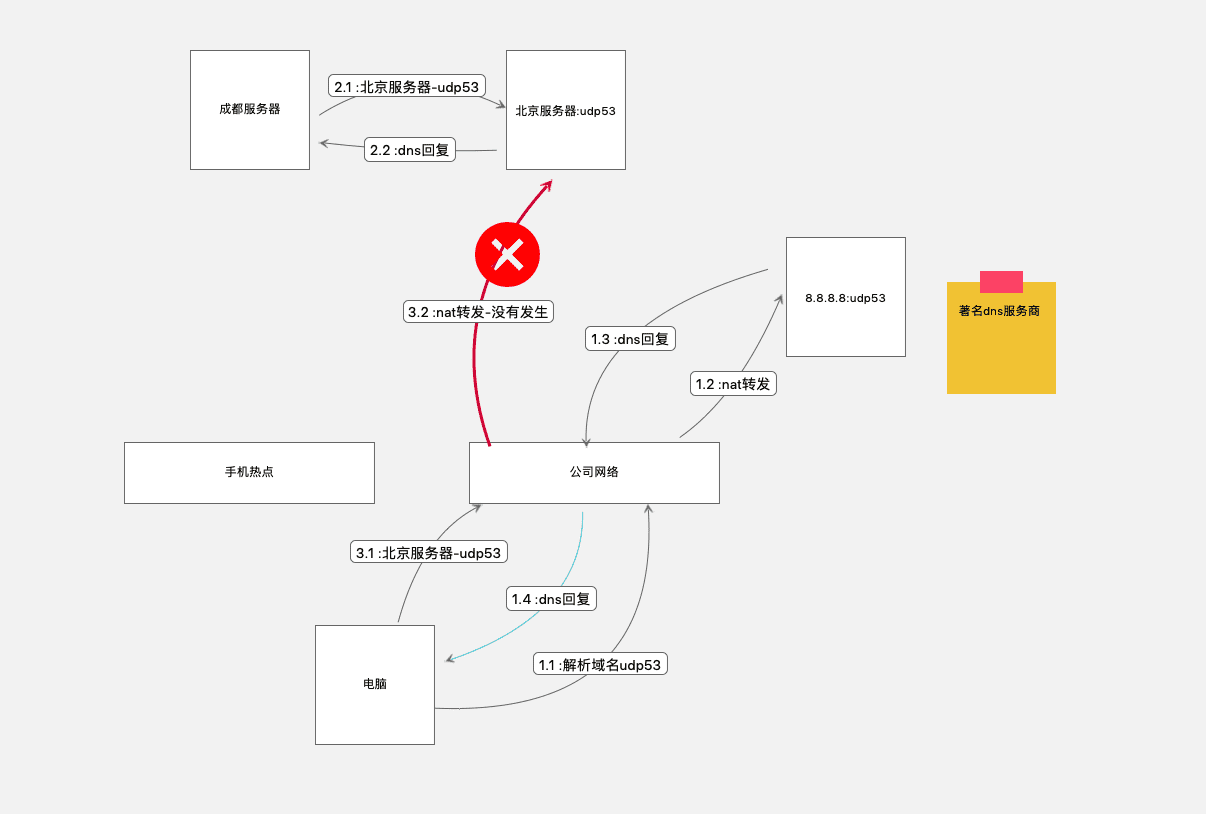 2.1 :北京服务器-udp53
成都服务器
北京服务器:udp53
2.2 :dns回复
8.8.8.8:udp53
著名dns服务商
3.2 :nat转发-没有发生
1.3 :dns回复
1.2 :nat转发
手机热点
公司网络
3.1 :北京服务器-udp53
1.4 :dns回复
1.1 :解析域名udp53
电脑